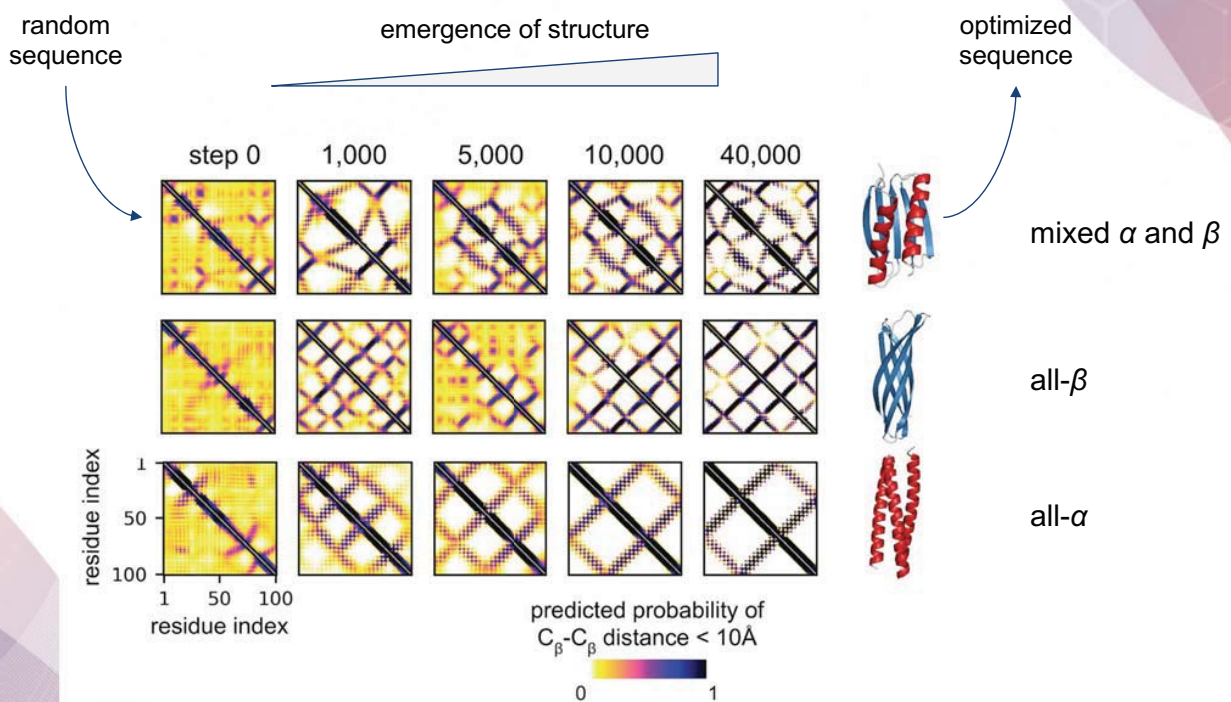 random
sequence
emergence of structure
optimized
sequence
step 0
1,000
5,000
10,000
40,000
mixed α and β
all-β
all-α
residue index
1
50
100
1
50
100
residue index
predicted probability of
Cβ-Cβ distance < 10Å
0
1